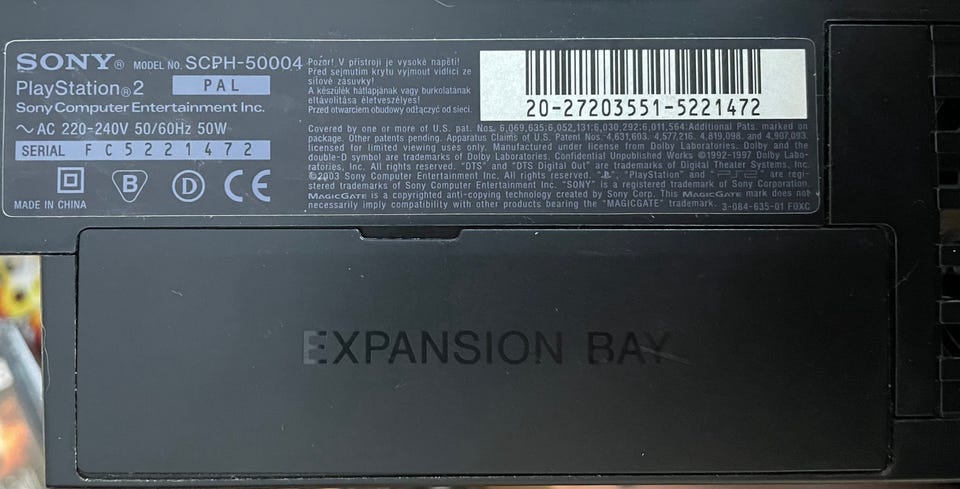 SONY® MODEL No. SCPH-50004
PlayStation®2 PAL
Sony Computer Entertainment Inc.
~ AC 220-240V 50/60Hz 50W
SERIAL FC5221472
B D CE
MADE IN CHINA
Pozor! V přístroji je vysoké napětí!
Před sejmutím krytu vyjmout vidlici ze
síťové zásuvky!
A készülék hátlapjának vagy burkolatának
eltávolítása életveszélyes!
Przed otwarciem obudowy odłączyć od sieci.
20-27203551-5221472
Covered by one or more of U.S. pat. Nos. 6,069,635:6,052,131:6,030,292:6,011,564:Additional Pats. marked on
package. Other patents pending. Apparatus Claims of U.S. Patent Nos. 4,631,603, 4,577,216, 4,819,098, and 4,907,093,
licensed for limited viewing uses only. Manufactured under license from Dolby Laboratories. Dolby and the
double-D symbol are trademarks of Dolby Laboratories. Confidential Unpublished Works ©1992-1997 Dolby Labo-
ratories, Inc. All rights reserved. "DTS" and "DTS Digital Out" are trademarks of Digital Theater Systems, Inc.
©2003 Sony Computer Entertainment Inc. All rights reserved. "PS", "PlayStation" and "PS2" are regi-
stered trademarks of Sony Computer Entertainment Inc. "SONY" is a registered trademark of Sony Corporation.
MAGICGATE is a copyrighted anti-copying technology created by Sony Corp. This MAGICGATE mark does not
necessarily imply compatibility with other products bearing the "MAGICGATE" trademark. 3-084-635-01 F0XC
EXPANSION BAY